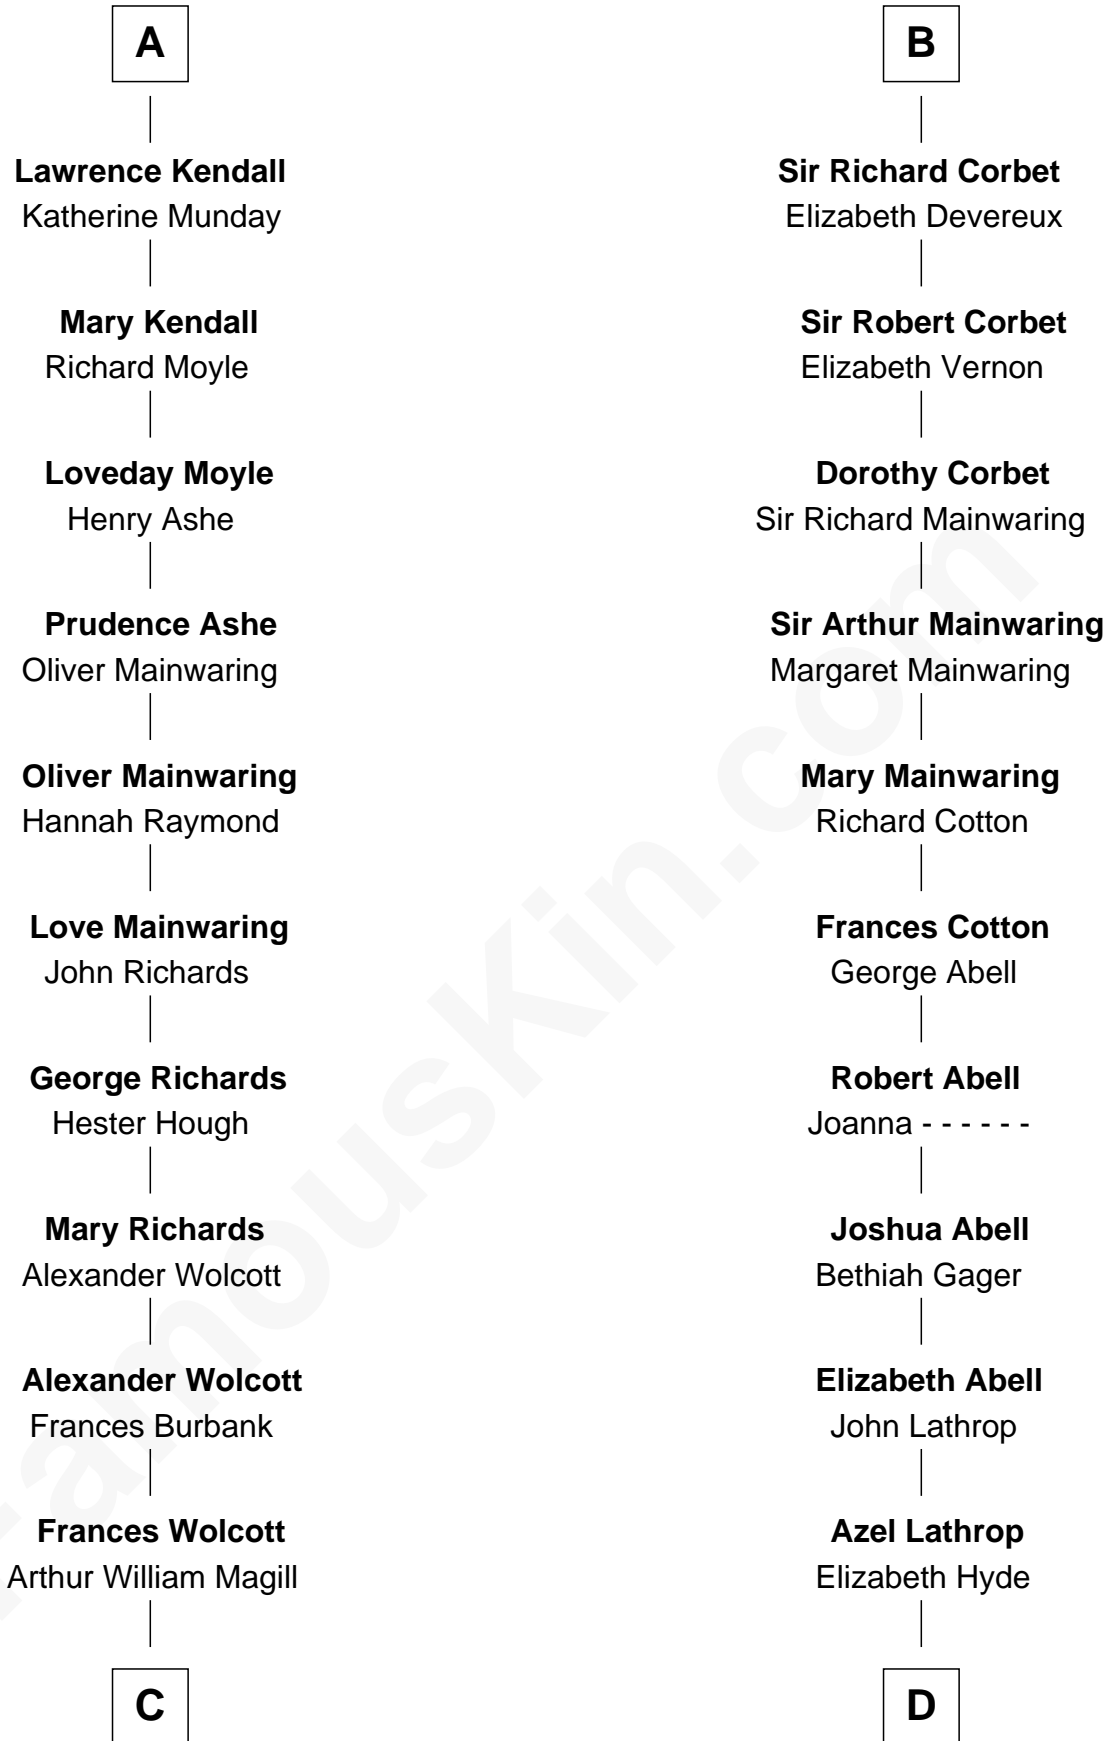 A
Lawrence Kendall
Katherine Munday
Mary Kendall
Richard Moyle
Loveday Moyle
Henry Ashe
Prudence Ashe
Oliver Mainwaring
Oliver Mainwaring
Hannah Raymond
Love Mainwaring
John Richards
George Richards
Hester Hough
Mary Richards
Alexander Wolcott
Alexander Wolcott
Frances Burbank
Frances Wolcott
Arthur William Magill
C
B
Sir Richard Corbet
Elizabeth Devereux
Sir Robert Corbet
Elizabeth Vernon
Dorothy Corbet
Sir Richard Mainwaring
Sir Arthur Mainwaring
Margaret Mainwaring
Mary Mainwaring
Richard Cotton
Frances Cotton
George Abell
Robert Abell
Joanna - - - - - -
Joshua Abell
Bethiah Gager
Elizabeth Abell
John Lathrop
Azel Lathrop
Elizabeth Hyde
D
FamousKin.com